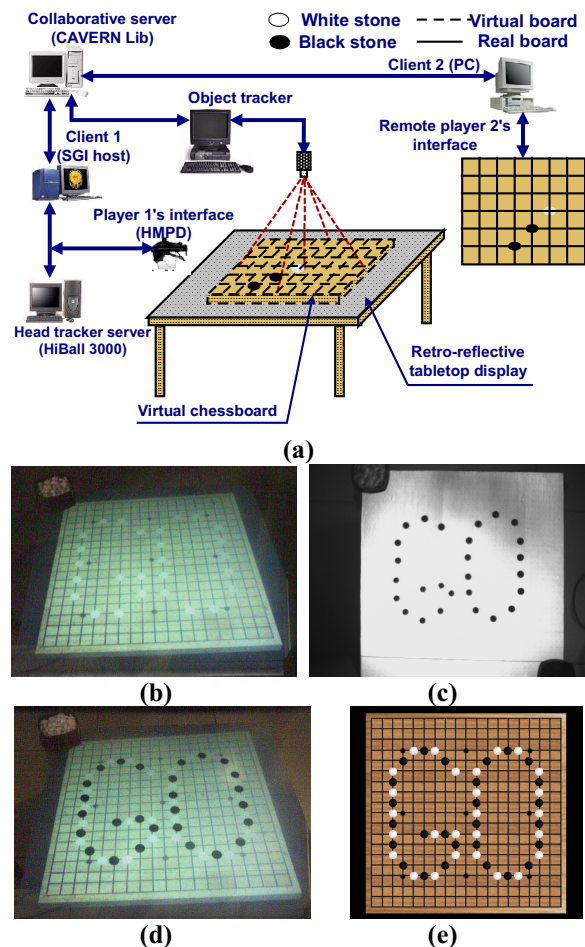 Collaborative server
(CAVERN Lib)
White stone
Virtual board
Black stone
Real board
Client 2 (PC)
Object tracker
Client 1
(SGI host)
Remote player 2's
interface
Player 1's interface
(HMPD)
Head tracker server
(HiBall 3000)
Retro-reflective
tabletop display
Virtual chessboard
(a)
(b)
(c)
(d)
(e)